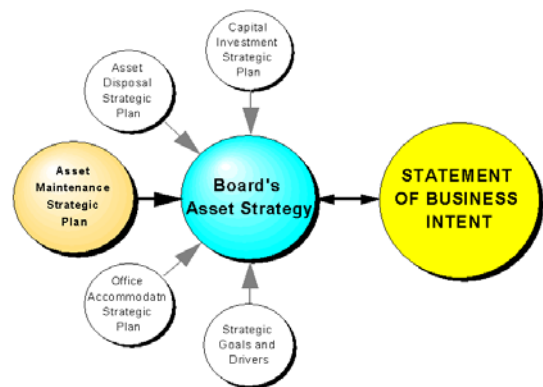 Capital
Investment
Strategic
Plan
Asset
Disposal
Strategic
Plan
Asset
Maintenance
Strategic
Plan
Board's
Asset Strategy
STATEMENT
OF BUSINESS
INTENT
Office
Accommodatn
Strategic
Plan
Strategic
Goals and
Drivers